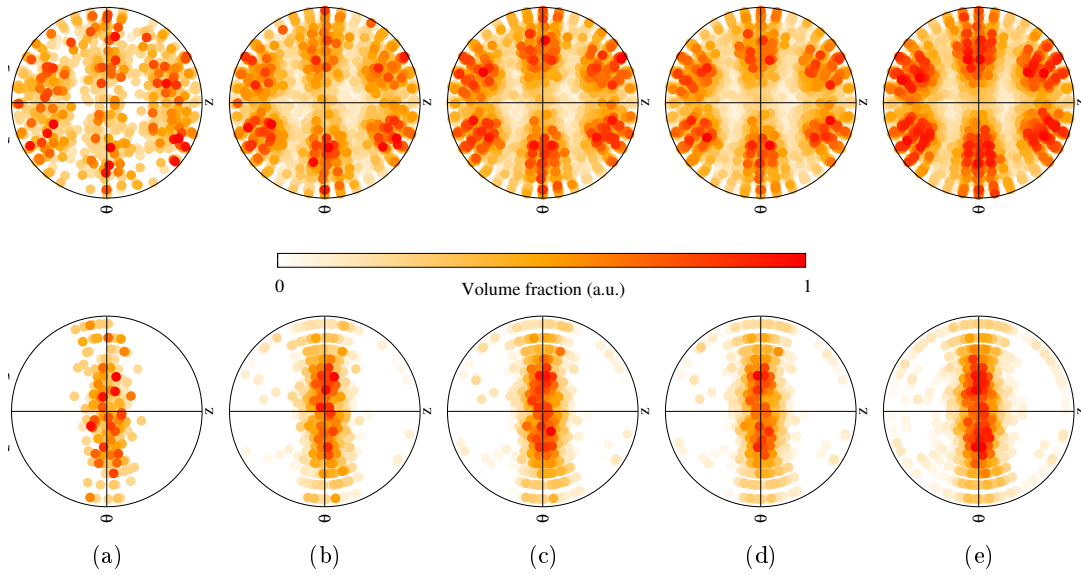 z z z z z
θ θ θ θ θ
0 1
Volume fraction (a.u.)
z z z z z
θ θ θ θ θ
(a) (b) (c) (d) (e)